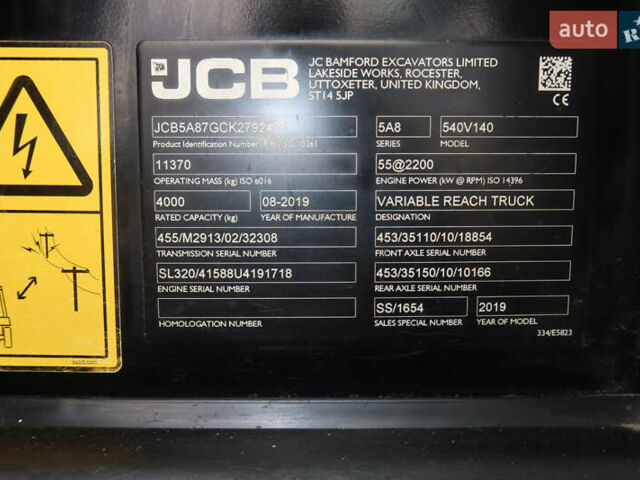 auto
JCB
JC BAMFORD EXCAVATORS LIMITED
LAKESIDE WORKS, ROCESTER,
UTTOXETER, UNITED KINGDOM,
ST14 5JP
CE
5A8 540V140
Product Identification Number
SERIES MODEL
11370 55@2200
OPERATING MASS (kg) ISO 6016 ENGINE POWER (kW @ RPM) ISO 14396
4000 08-2019 VARIABLE REACH TRUCK
RATED CAPACITY (kg) YEAR OF MANUFACTURE DESIGNATION
455/M2913/02/32308 453/35110/10/18854
TRANSMISSION SERIAL NUMBER FRONT AXLE SERIAL NUMBER
SL320/41588U4191718 453/35150/10/10166
ENGINE SERIAL NUMBER REAR AXLE SERIAL NUMBER
SS/1654 2019
HOMOLOGATION NUMBER SALES SPECIAL NUMBER YEAR OF MODEL
334/E5823